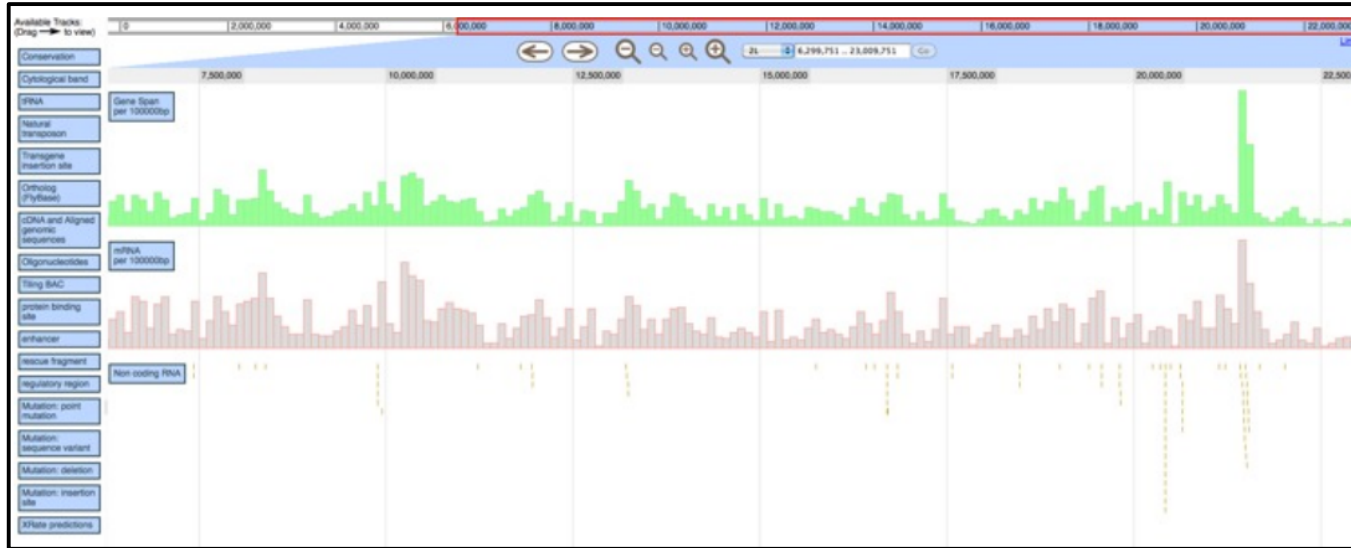 Available Tracks:
(Drag to view)
0 2,000,000 4,000,000 6,000,000 8,000,000 10,000,000 12,000,000 14,000,000 16,000,000 18,000,000 20,000,000 22,000,000
2L 6,299,751 .. 23,009,751 Go
7,500,000 10,000,000 12,500,000 15,000,000 17,500,000 20,000,000 22,500
Conservation
Cytological band
tRNA
Natural
transposon
Transgene
insertion site
Ortholog
(FlyBase)
cDNA and Aligned
genomic
sequences
Oligonucleotides
Tiling BAC
protein binding
site
enhancer
rescue fragment
regulatory region
Mutation: point
mutation
Mutation:
sequence variant
Mutation: deletion
Mutation: insertion
site
XRate predictions
Gene Span
per 100000bp
mRNA
per 100000bp
Non coding RNA